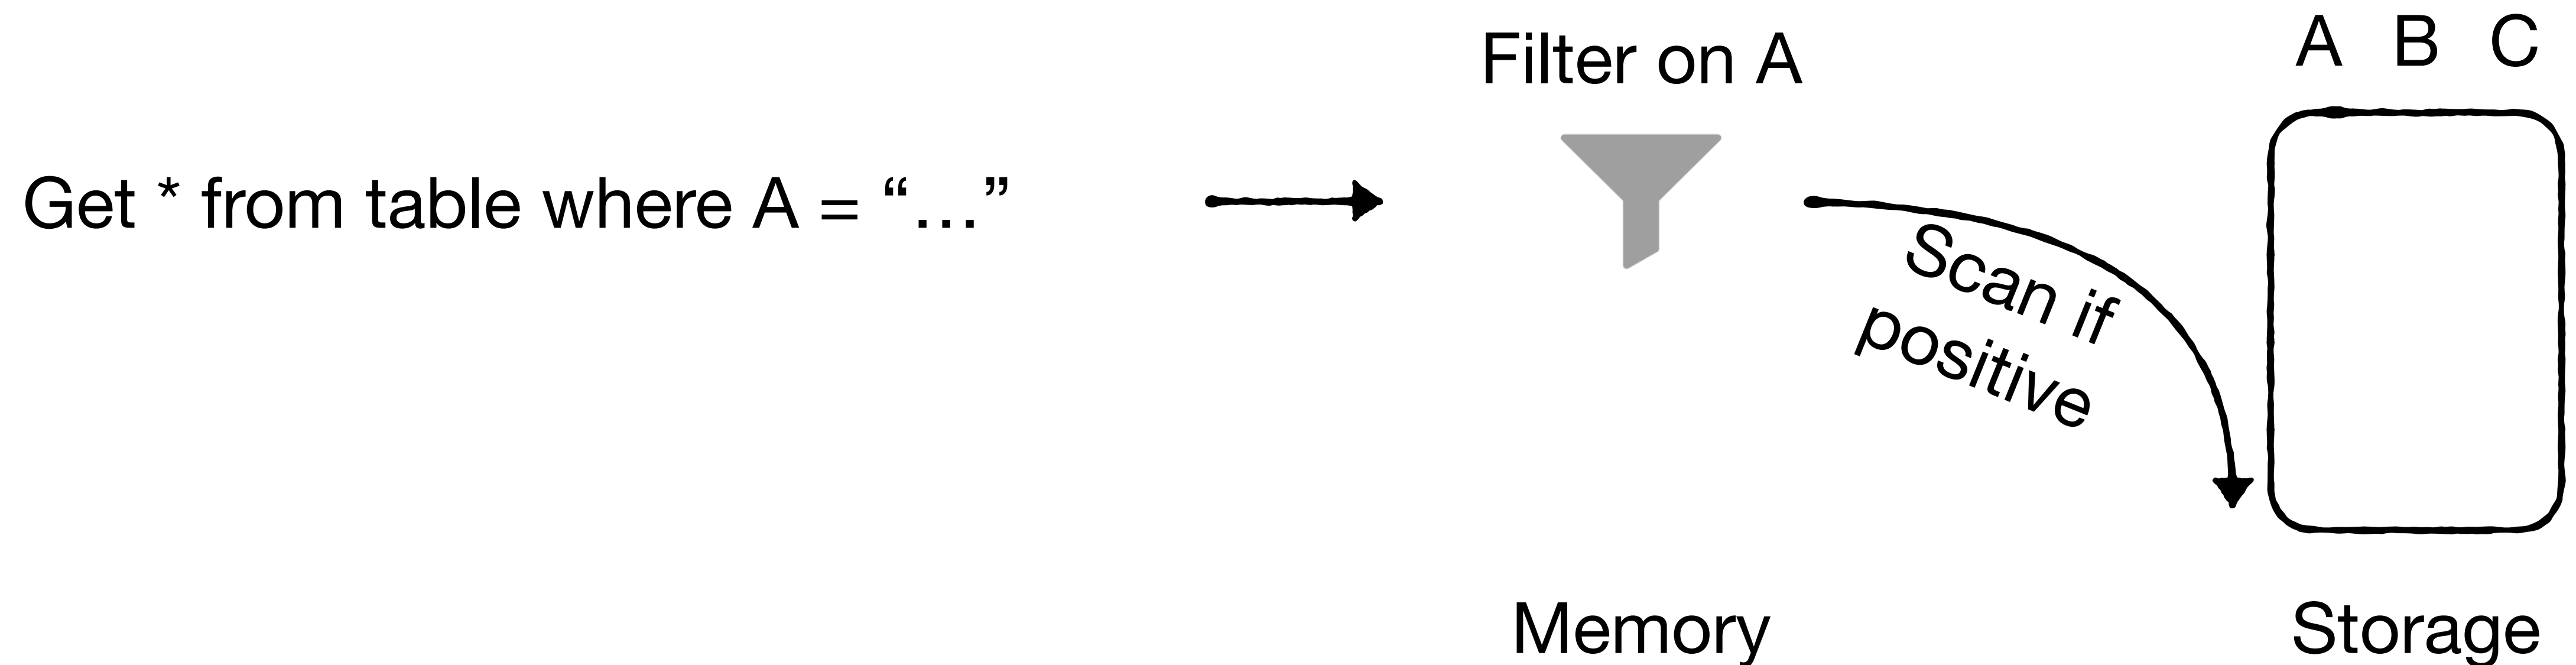 Filter on A
A B C
Get * from table where A = “…”
Scan if
positive
Memory
Storage